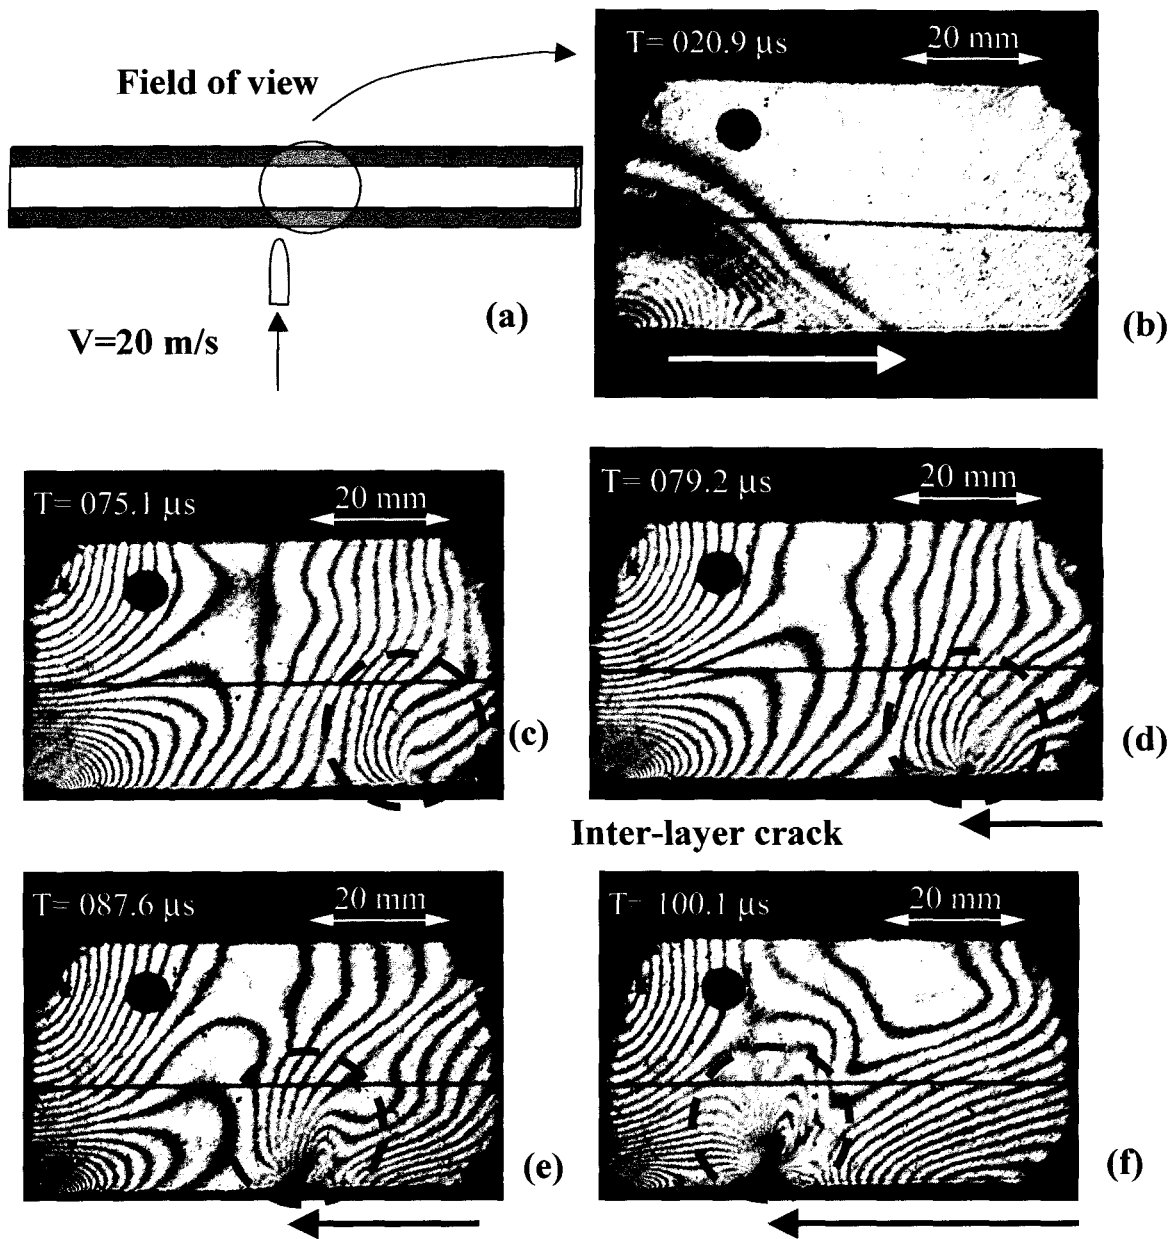 Field of view
V=20 m/s
(a)
T= 020.9 µs
20 mm
(b)
T= 075.1 µs
20 mm
(c)
T= 079.2 µs
20 mm
(d)
Inter-layer crack
T= 087.6 µs
20 mm
(e)
T= 100.1 µs
20 mm
(f)